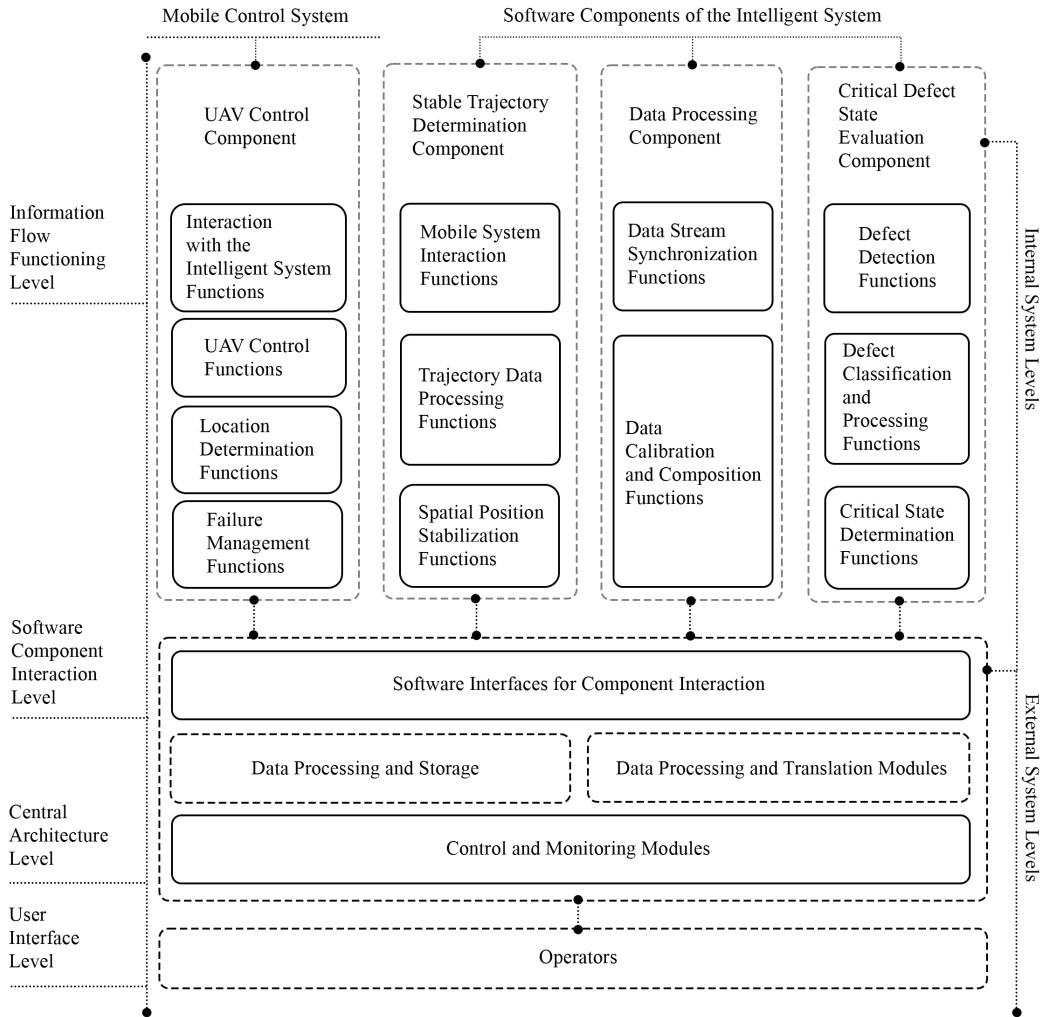 Mobile Control System
Software Components of the Intelligent System
UAV Control
Component
Stable Trajectory
Determination
Component
Data Processing
Component
Critical Defect
State
Evaluation
Component
Information
Flow
Functioning
Level
Interaction
with the
Intelligent System
Functions
UAV Control
Functions
Location
Determination
Functions
Failure
Management
Functions
Mobile System
Interaction
Functions
Trajectory Data
Processing
Functions
Spatial Position
Stabilization
Functions
Data Stream
Synchronization
Functions
Data
Calibration
and Composition
Functions
Defect
Detection
Functions
Defect
Classification
and
Processing
Functions
Critical State
Determination
Functions
Internal System Levels
Software
Component
Interaction
Level
Software Interfaces for Component Interaction
Data Processing and Storage
Data Processing and Translation Modules
External System Levels
Central
Architecture
Level
Control and Monitoring Modules
User
Interface
Level
Operators